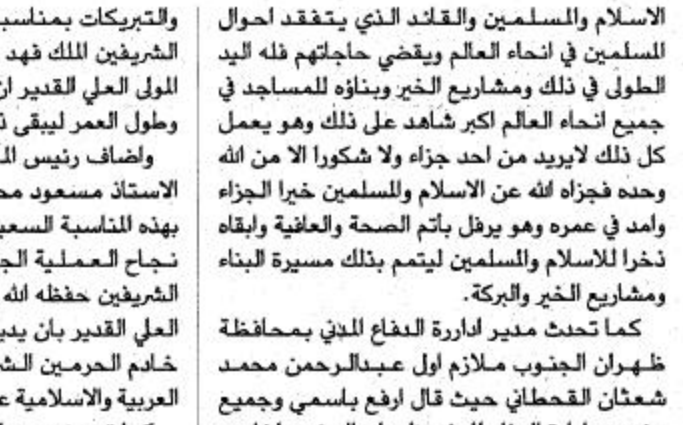 الاسلام والمسلمين والقائد الذي يتفقد احوال
المسلمين في انحاء العالم ويقضي حاجاتهم فله اليد
الطولى في ذلك ومشاريع الخير وبناؤه للمساجد في
جميع انحاء العالم اكبر شاهد على ذلك وهو يعمل
كل ذلك لايريد من احد جزاء ولا شكورا الا من الله
وحده فجزاه الله عن الاسلام والمسلمين خيرا الجزاء
وامد في عمره وهو يرفل بأتم الصحة والعافية وابقاه
ذخرا للاسلام والمسلمين ليتمم بذلك مسيرة البناء
ومشاريع الخير والبركة.
كما تحدث مدير اداررة الدفاع المدني بمحافظة
ظهران الجنوب ملازم اول عبدالرحمن محمد
شعثان القحطاني حيث قال ارفع باسمي وجميع
والتبريكات بمناسب
الشريفين الملك فهد
المولى العلي القدير ان
وطول العمر ليبقى ذ
واضاف رئيس الم
الاستاذ مسعود مح
بهذه المناسبة السعي
نجاح العملية الج
الشريفين حفظه الله
العلي القدير بان يدي
خادم الحرمين الش
العربية والاسلامية ع